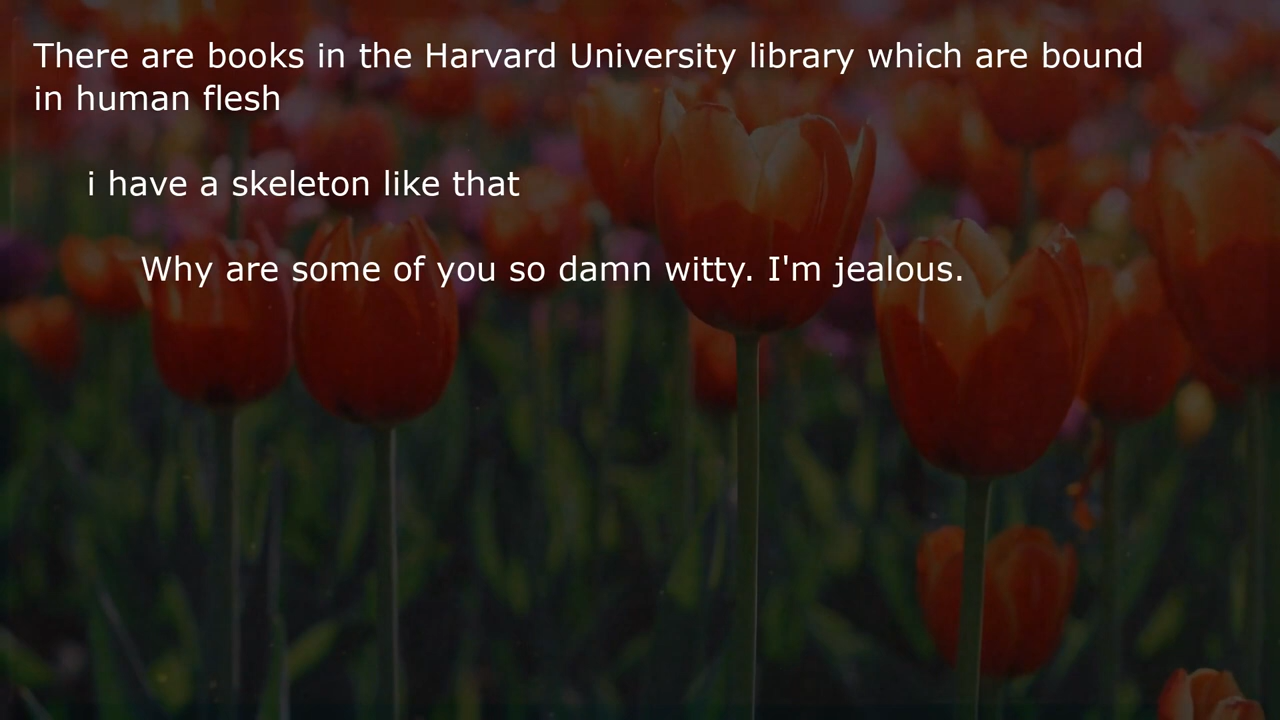 There are books in the Harvard University library which are bound
in human flesh
i have a skeleton like that
Why are some of you so damn witty. I'm jealous.